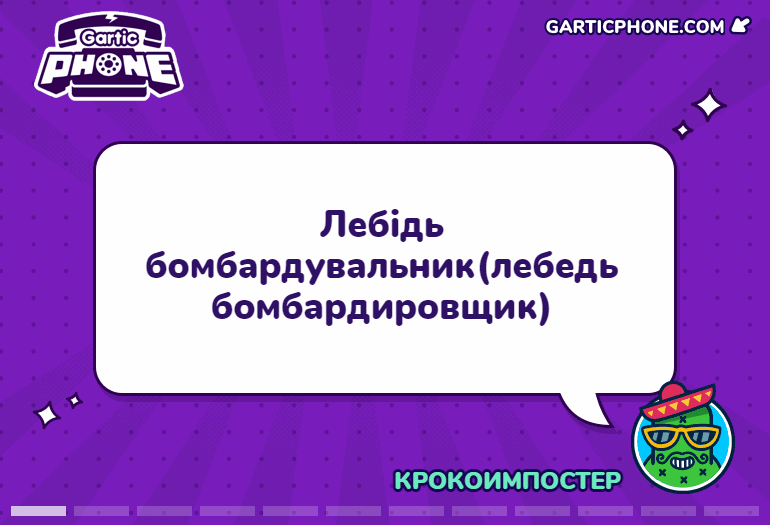 Gartic
PHONE
GARTICPHONE.COM
Лебідь
бомбардувальник(лебедь
бомбардировщик)
КРОКОИМПОСТЕР